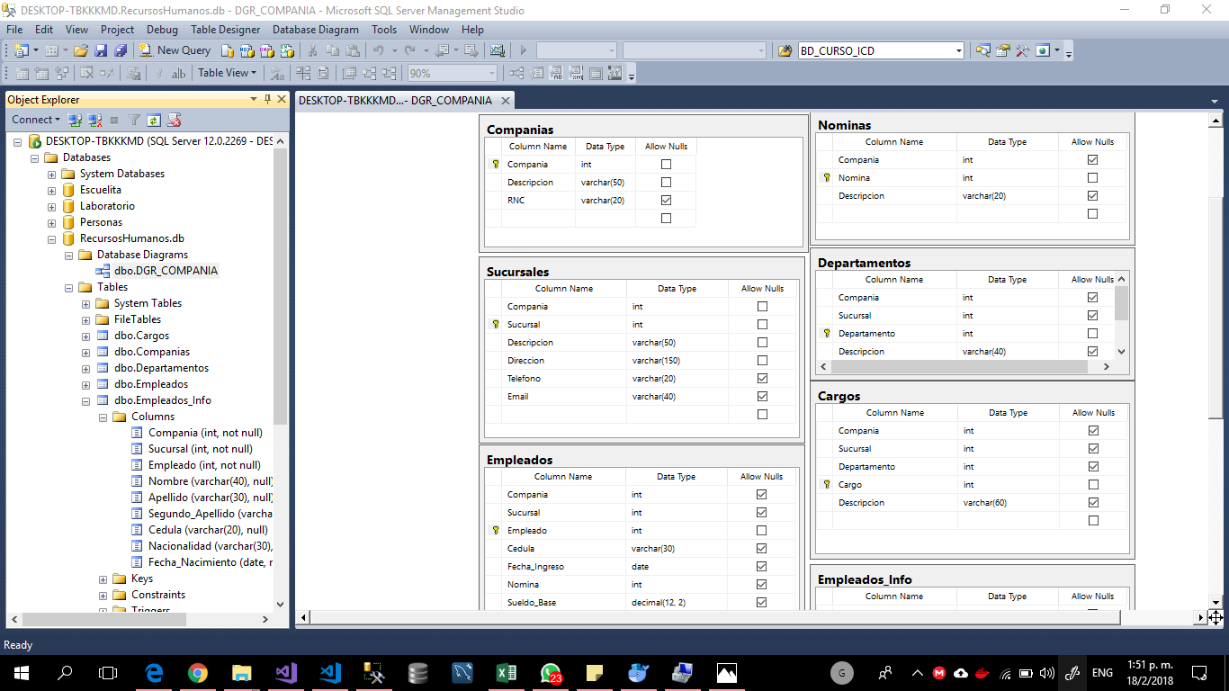 DESKTOP-TBKKKMD.RecursosHumanos.db - DGR_COMPANIA - Microsoft SQL Server Management Studio
File Edit View Project Debug Table Designer Database Diagram Tools Window Help
New Query BD_CURSO_ICD
Table View 90%
Object Explorer
Connect
DESKTOP-TBKKKMD (SQL Server 12.0.2269 - DES
Databases
System Databases
Escuelita
Laboratorio
Personas
RecursosHumanos.db
Database Diagrams
dbo.DGR_COMPANIA
Tables
System Tables
FileTables
dbo.Cargos
dbo.Companias
dbo.Departamentos
dbo.Empleados
dbo.Empleados_Info
Columns
Compania (int, not null)
Sucursal (int, not null)
Empleado (int, not null)
Nombre (varchar(40), null)
Apellido (varchar(30), null)
Segundo_Apellido (varcha
Cedula (varchar(20), null)
Nacionalidad (varchar(30),
Fecha_Nacimiento (date, r
Keys
Constraints
Triggers
DESKTOP-TBKKKMD...- DGR_COMPANIA
Companias
Column Name Data Type Allow Nulls
Compania int
Descripcion varchar(50)
RNC varchar(20)
Sucursales
Column Name Data Type Allow Nulls
Compania int
Sucursal int
Descripcion varchar(50)
Direccion varchar(150)
Telefono varchar(20)
Email varchar(40)
Empleados
Column Name Data Type Allow Nulls
Compania int
Sucursal int
Empleado int
Cedula varchar(30)
Fecha_Ingreso date
Nomina int
Sueldo_Base decimal(12, 2)
Nominas
Column Name Data Type Allow Nulls
Compania int
Nomina int
Descripcion varchar(20)
Departamentos
Column Name Data Type Allow Nulls
Compania int
Sucursal int
Departamento int
Descripcion varchar(40)
Cargos
Column Name Data Type Allow Nulls
Compania int
Sucursal int
Departamento int
Cargo int
Descripcion varchar(60)
Empleados_Info
Column Name Data Type Allow Nulls
Ready
23
G
ENG
1:51 p. m.
18/2/2018